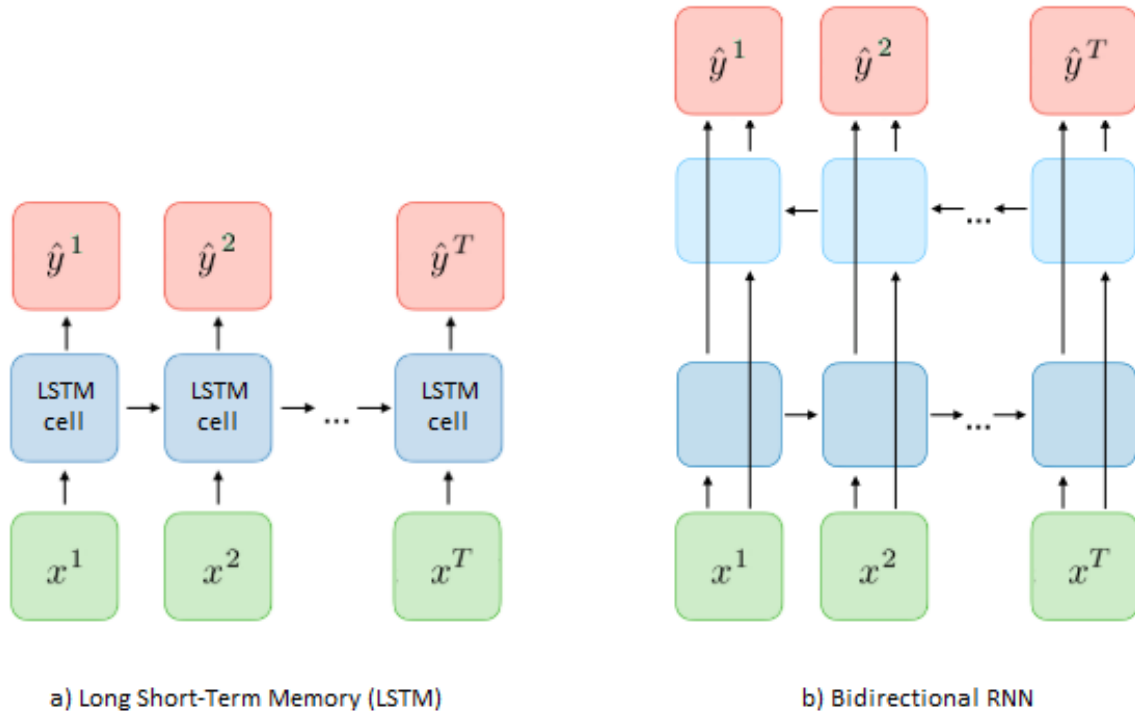 ŷ¹ ŷ² ŷᵀ
LSTM cell LSTM cell ... LSTM cell
x¹ x² xᵀ
a) Long Short-Term Memory (LSTM)
ŷ¹ ŷ² ŷᵀ
...
...
x¹ x² xᵀ
b) Bidirectional RNN